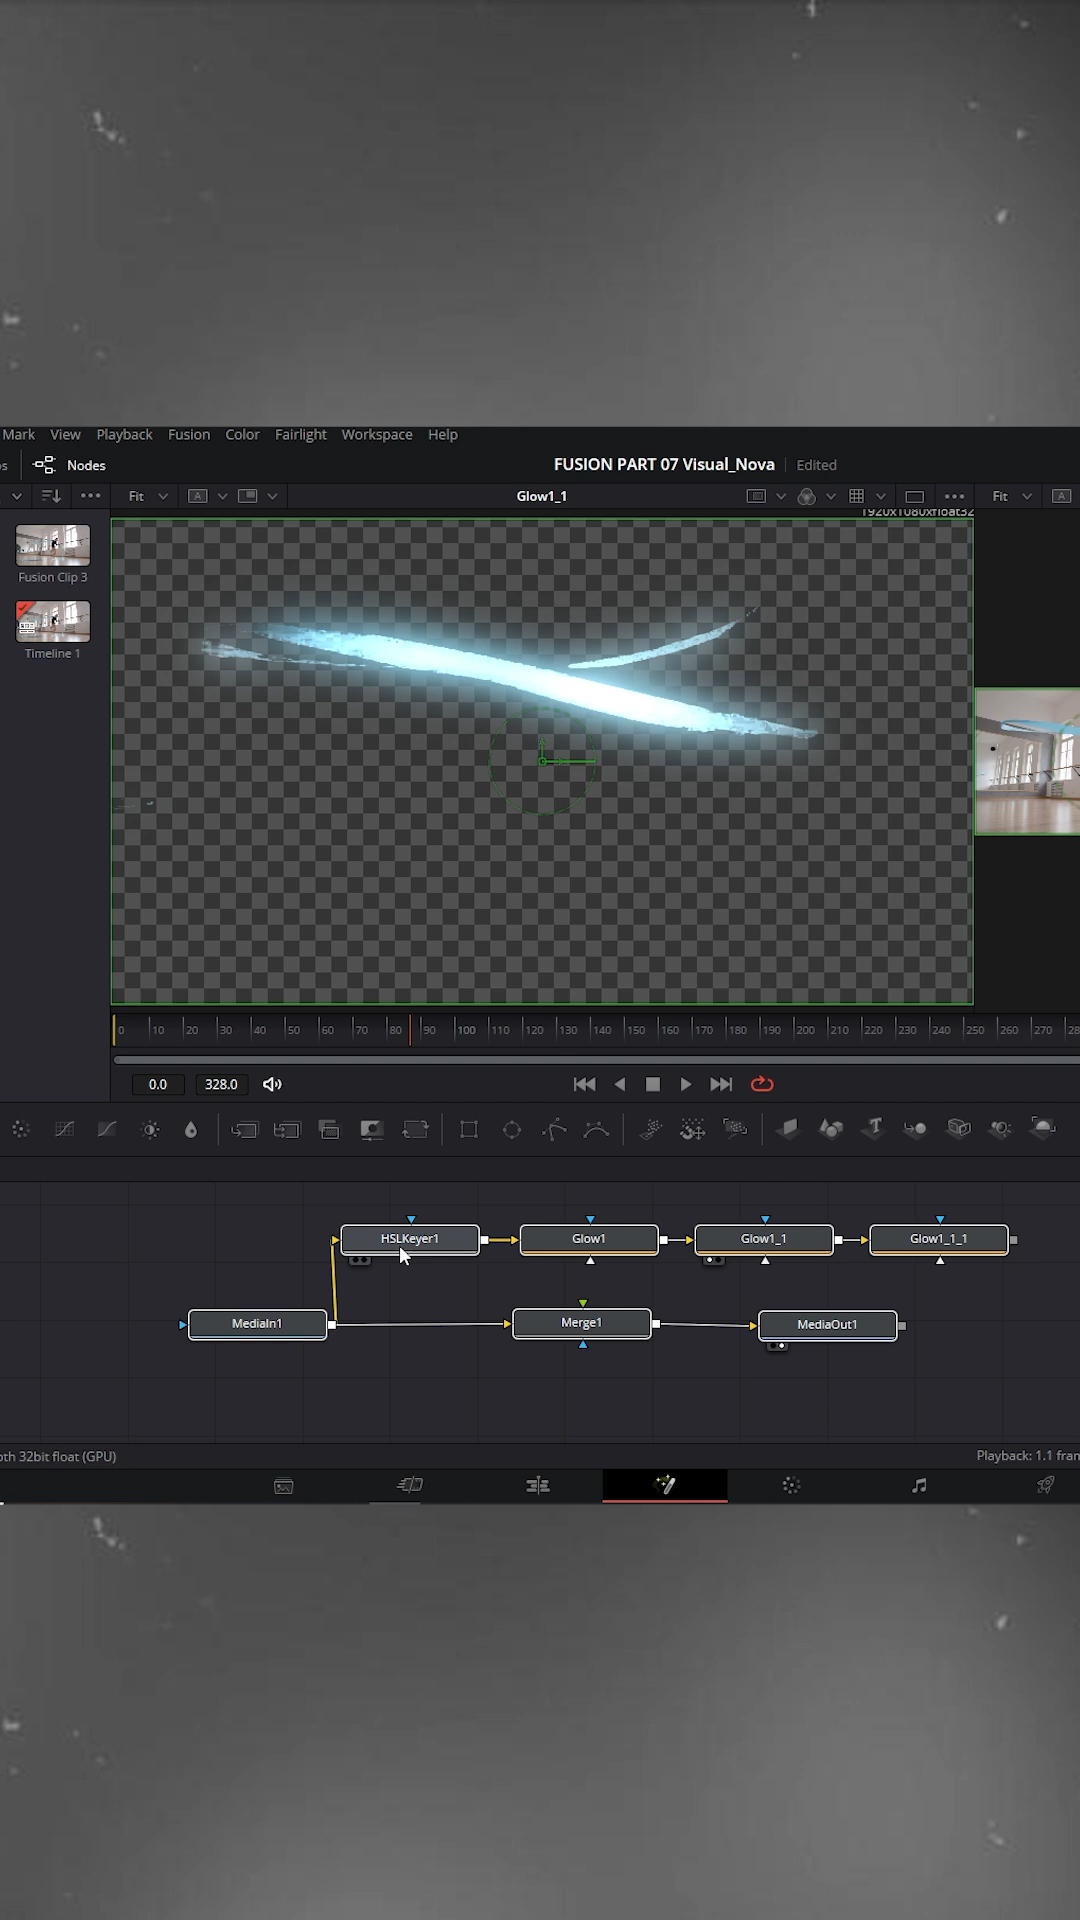 Mark View Playback Fusion Color Fairlight Workspace Help
Nodes FUSION PART 07 Visual_Nova Edited
Fit A Glow1_1 Fit A
1920x1080xfloat32
Fusion Clip 3
Timeline 1
0 10 20 30 40 50 60 70 80 90 100 110 120 130 140 150 160 170 180 190 200 210 220 230 240 250 260 270 28
0.0 328.0
HSLKeyer1 Glow1 Glow1_1 Glow1_1_1
MediaIn1 Merge1 MediaOut1
pth 32bit float (GPU) Playback: 1.1 fran